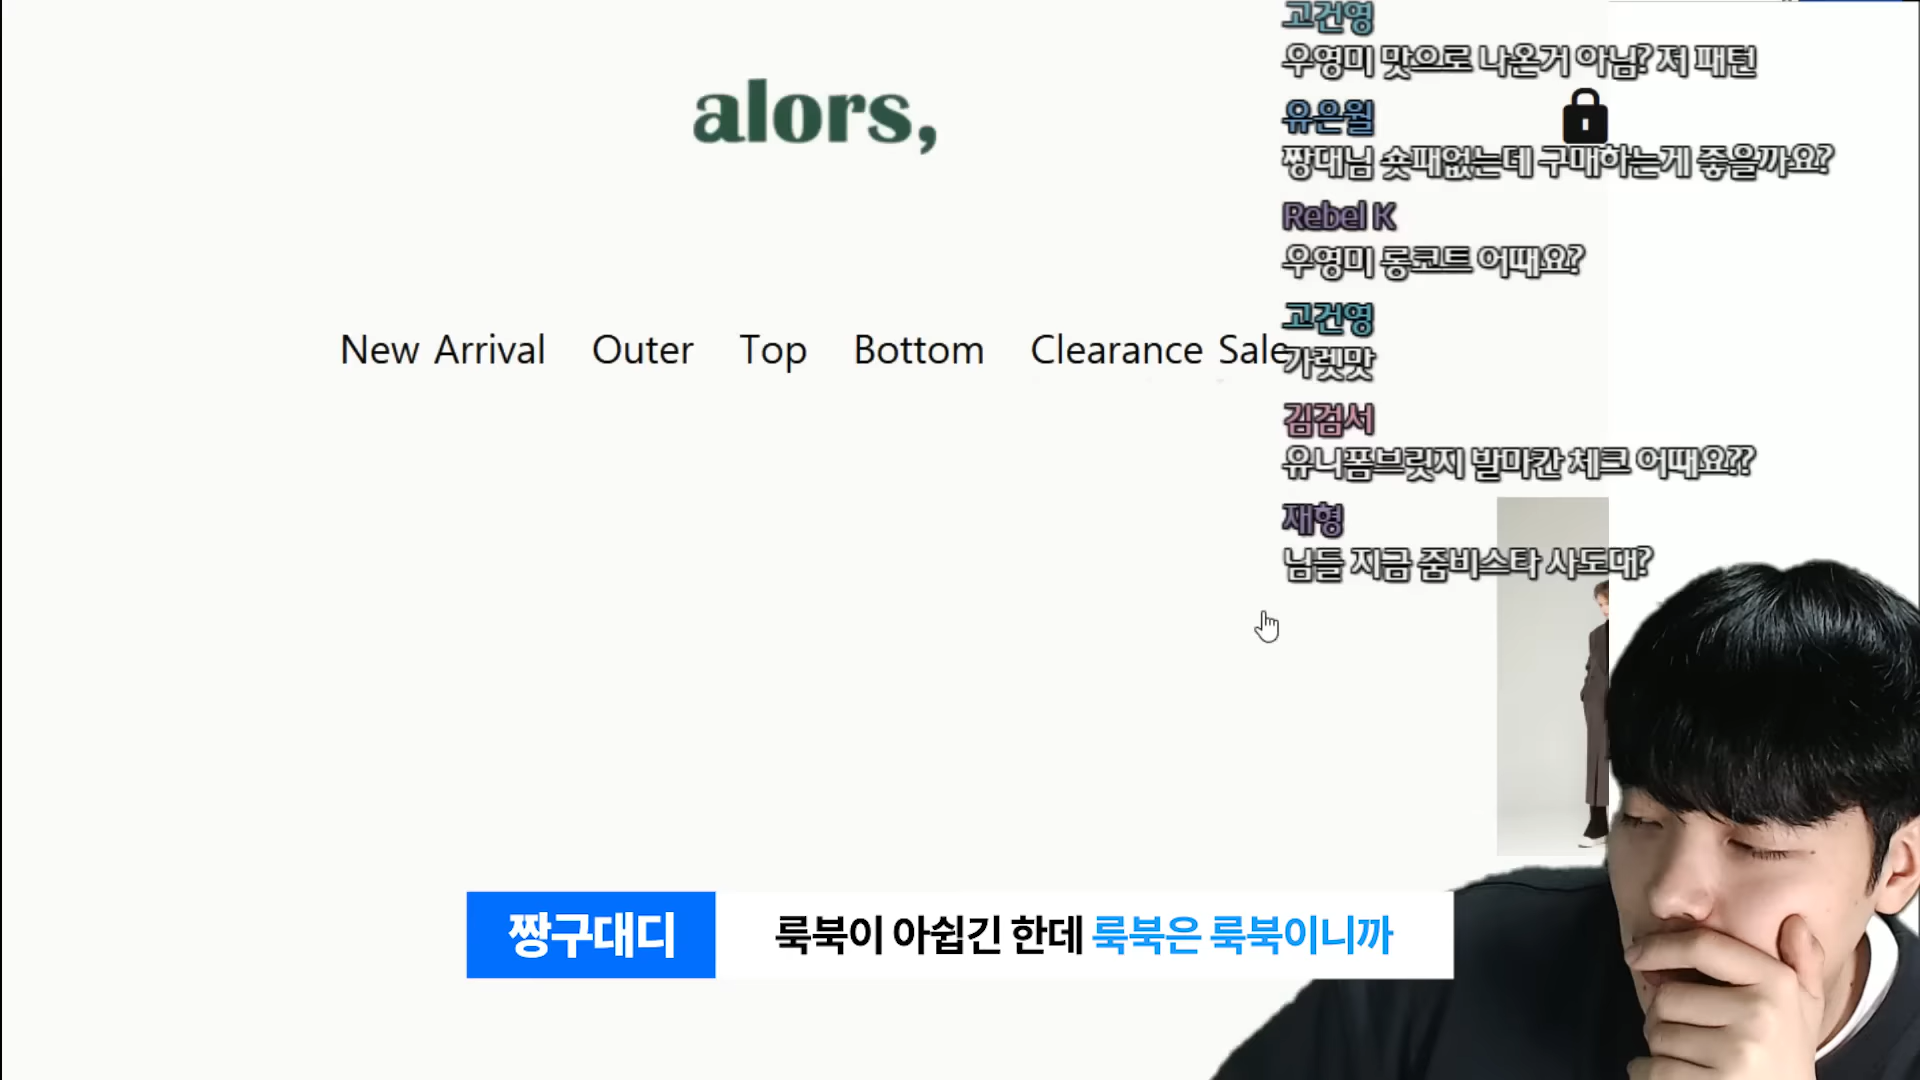 alors,
New Arrival Outer Top Bottom Clearance Sale
고건영
우영미 맛으로 나온거 아님? 저 패턴
유은월
짱대님 숏패없는데 구매하는게 좋을까요?
Rebel K
우영미 롱코트 어때요?
고건영
가렛맛
김검서
유니폼브릿지 발마칸 체크 어때요??
재형
님들 지금 줌비스타 사도대?
짱구대디
룩북이 아쉽긴 한데 룩북은 룩북이니까